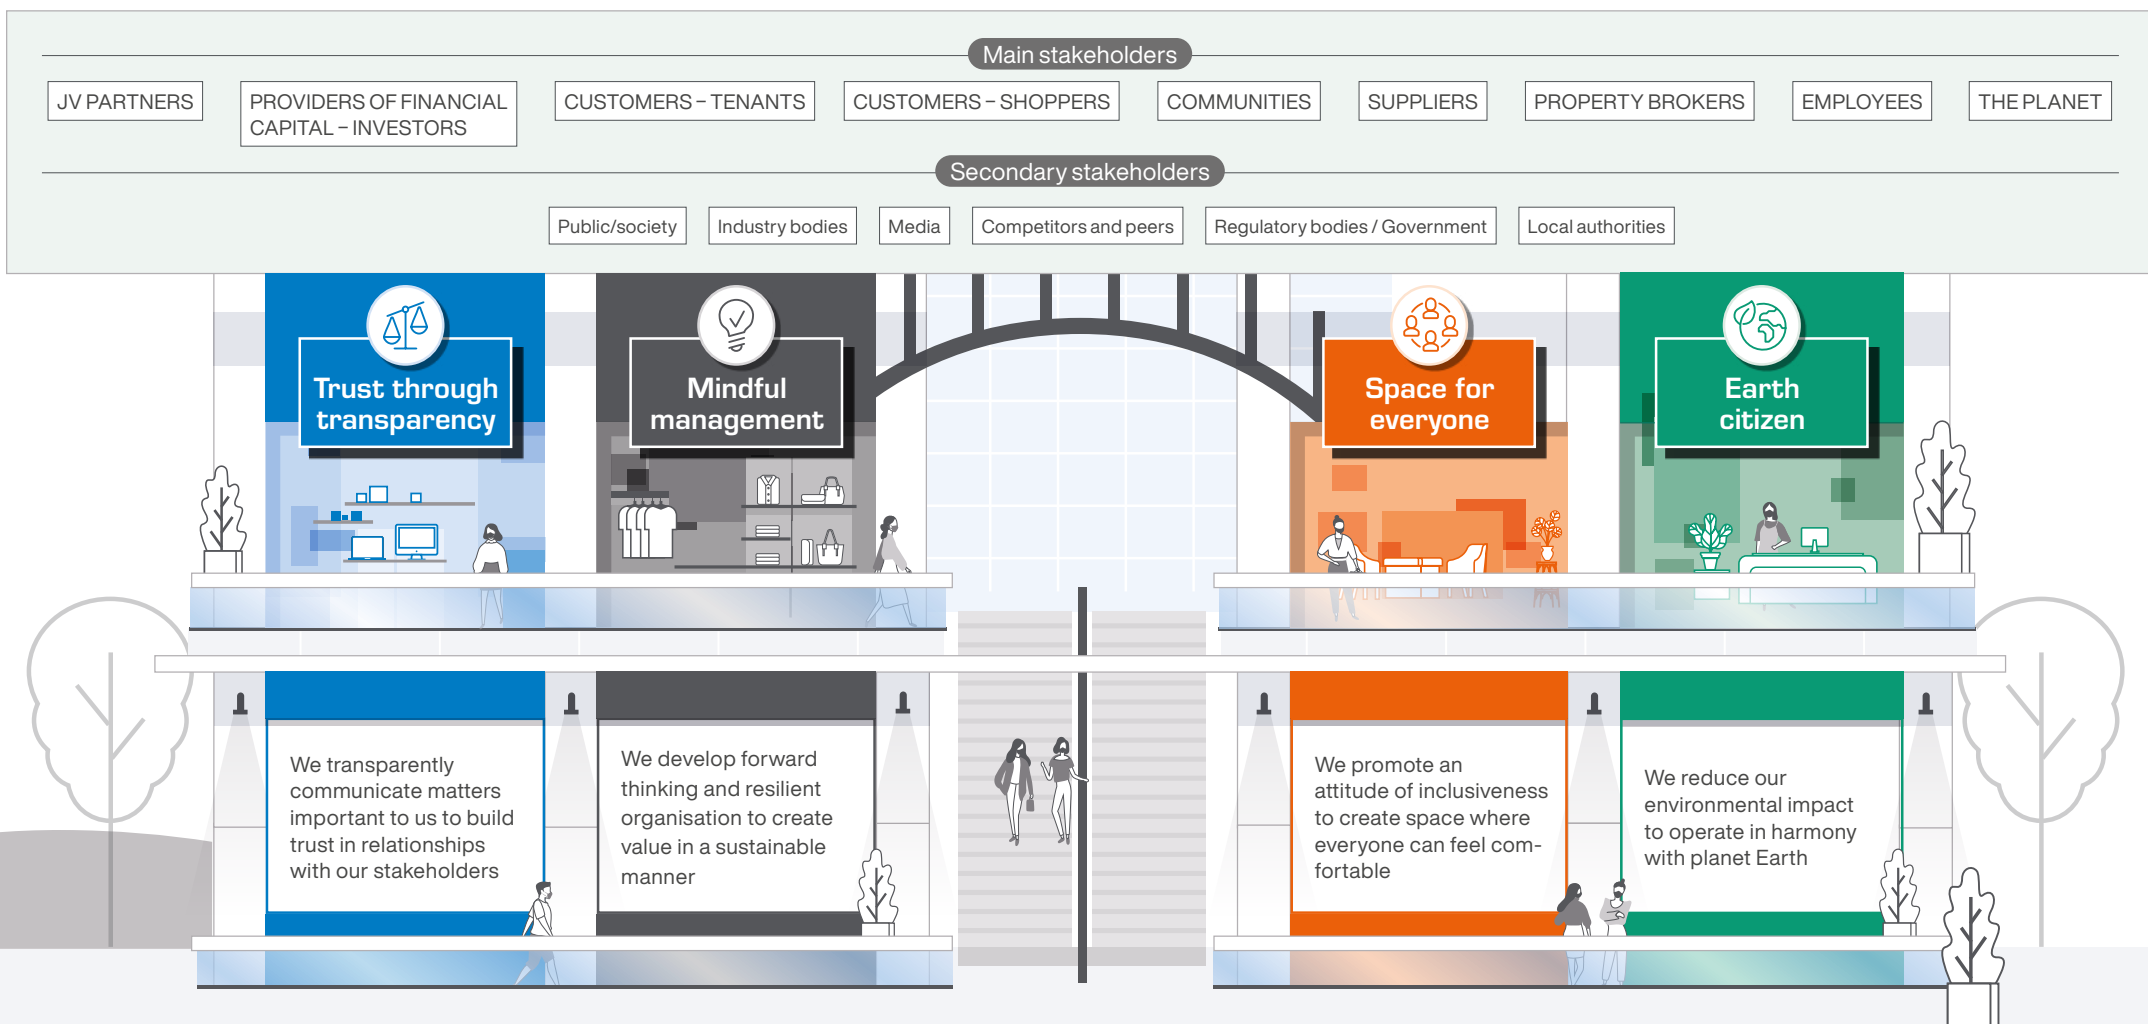 Main stakeholders
JV PARTNERS
PROVIDERS OF FINANCIAL
CAPITAL – INVESTORS
CUSTOMERS – TENANTS
CUSTOMERS – SHOPPERS
COMMUNITIES
SUPPLIERS
PROPERTY BROKERS
EMPLOYEES
THE PLANET
Secondary stakeholders
Public/society
Industry bodies
Media
Competitors and peers
Regulatory bodies / Government
Local authorities
Trust through
transparency
Mindful
management
Space for
everyone
Earth
citizen
We transparently
communicate matters
important to us to build
trust in relationships
with our stakeholders
We develop forward
thinking and resilient
organisation to create
value in a sustainable
manner
We promote an
attitude of inclusiveness
to create space where
everyone can feel com-
fortable
We reduce our
environmental impact
to operate in harmony
with planet Earth